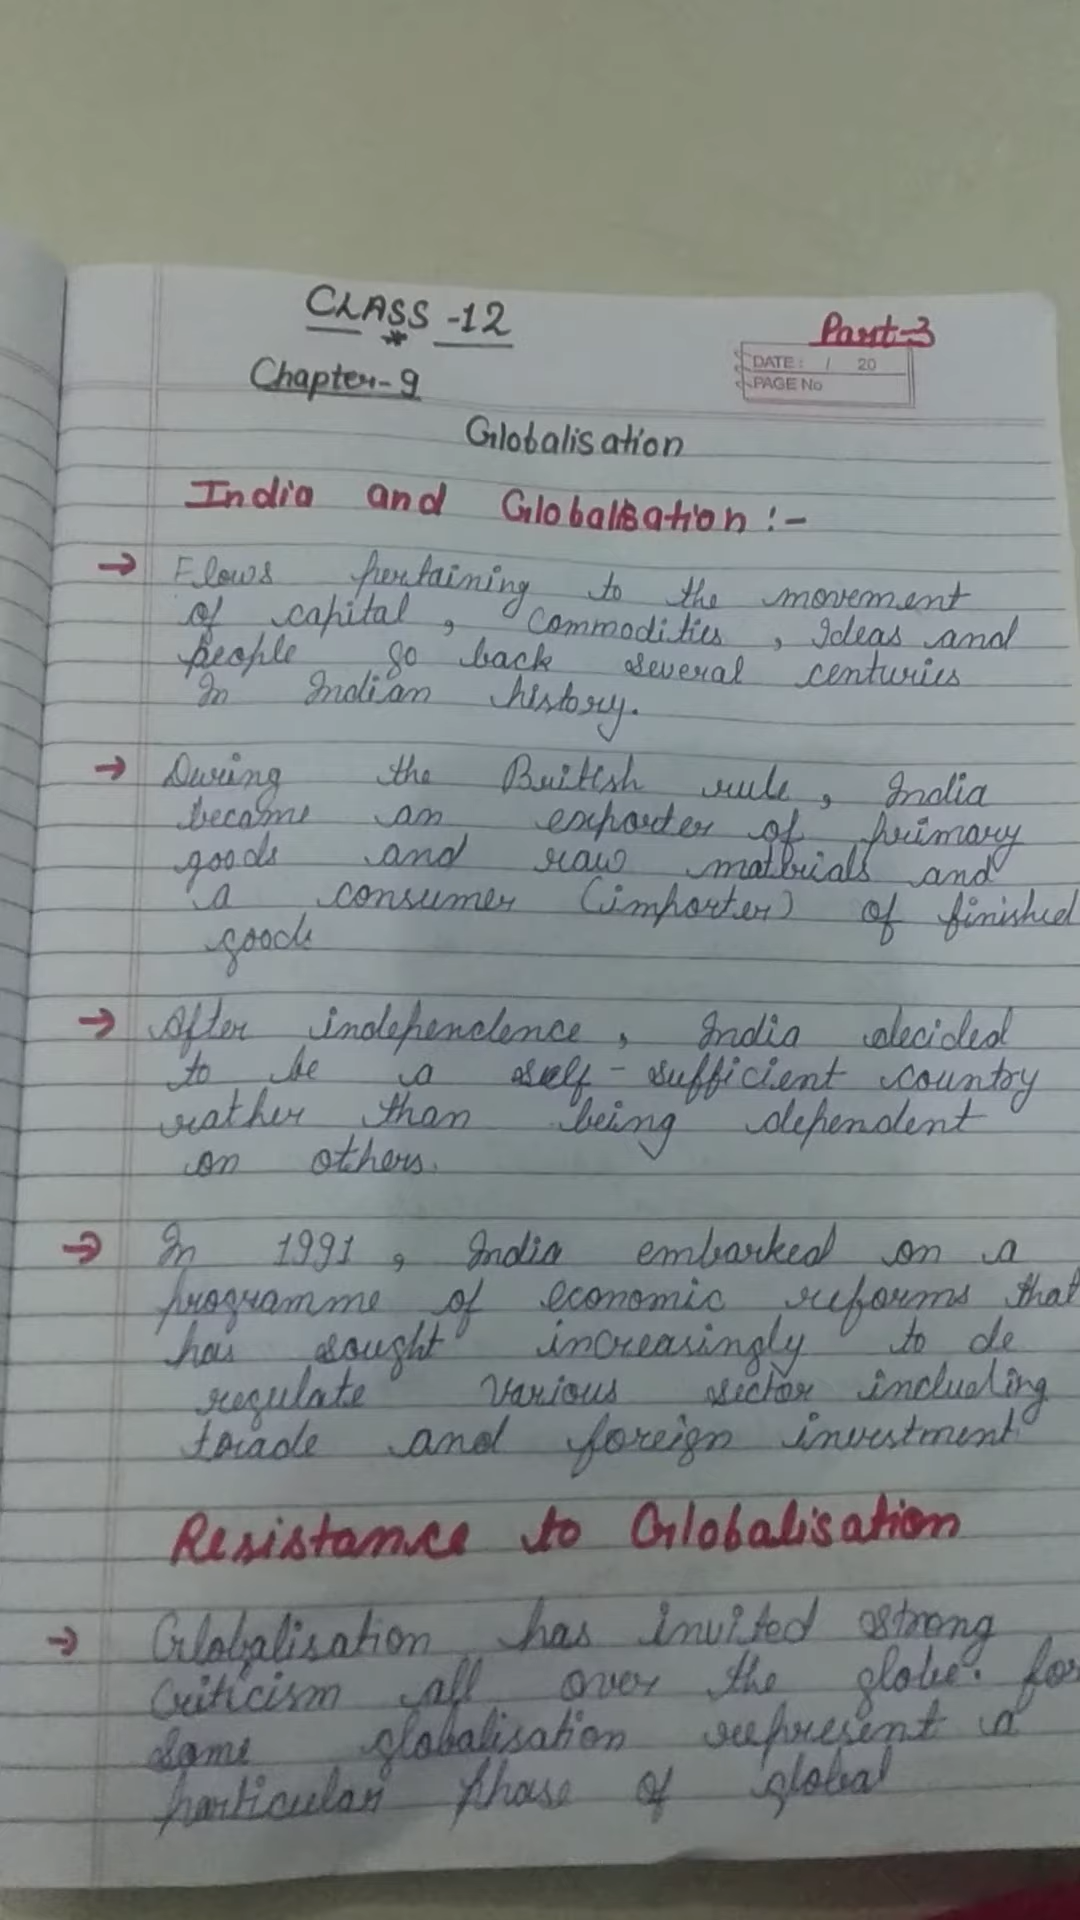 CLASS -12
Part-3
DATE: / 20
PAGE No
Chapter-9
Globalisation
India and Globalisation :-
→ Flows pertaining to the movement
of capital, Commodities, Ideas and
people go back several centuries
In Indian history.
→ During the British rule, India
became an exporter of primary
goods and raw materials and
a consumer (importer) of finished
goods
→ After independence, India decided
to be a self-sufficient country
rather than being dependent
on others.
→ In 1991, India embarked on a
programme of economic reforms that
has sought increasingly to de
regulate various sector including
trade and foreign investment
Resistance to Globalisation
→ Globalisation has invited strong
criticism all over the globe. for
some globalisation represent a
particular phase of global